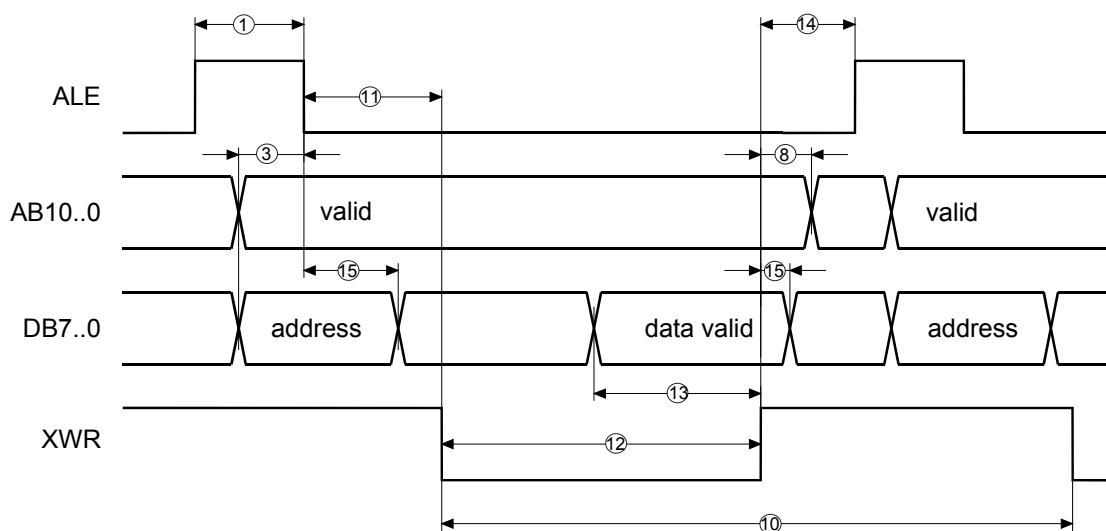 ① ⑭
ALE
⑪
③ ⑧
AB10..0 valid valid
⑮ ⑮
DB7..0 address data valid address
⑬
XWR
⑫
⑩